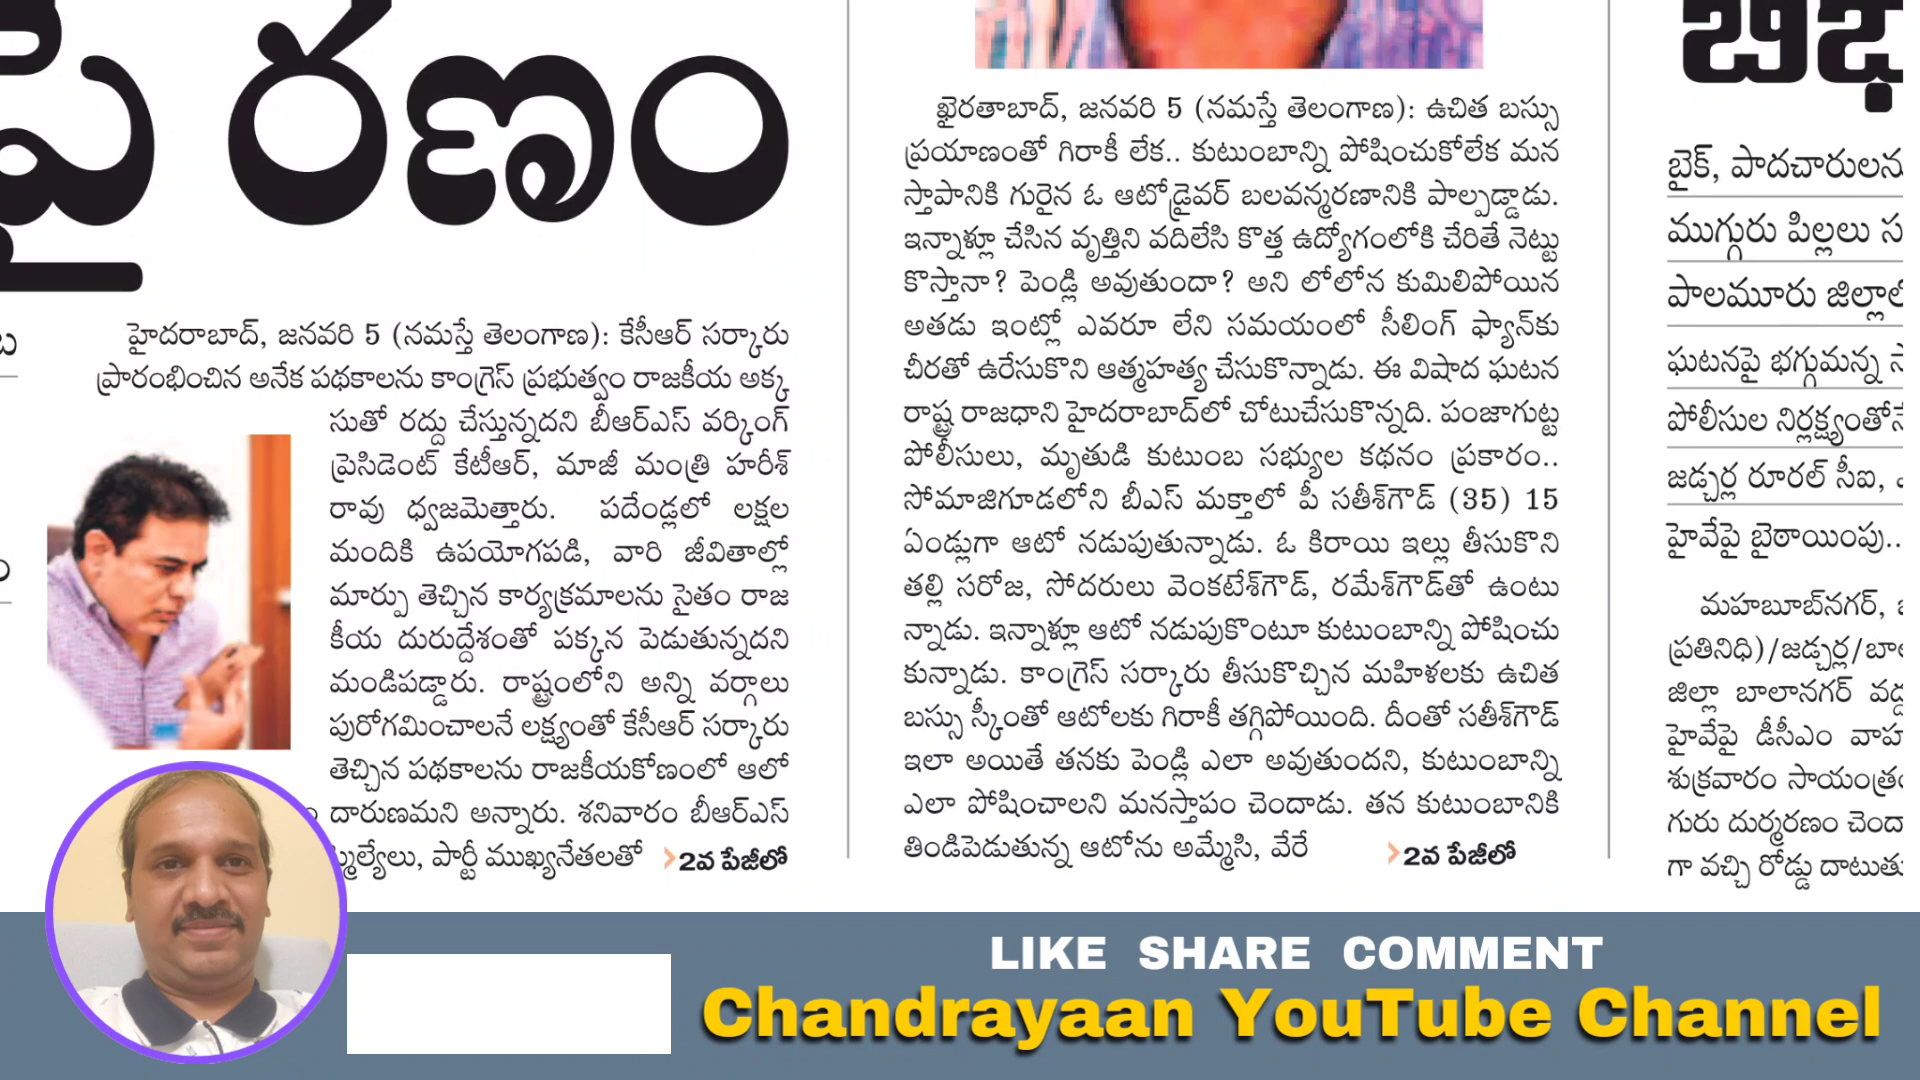 పై రణం
హైదరాబాద్, జనవరి 5 (నమస్తే తెలంగాణ): కేసీఆర్ సర్కారు
ప్రారంభించిన అనేక పథకాలను కాంగ్రెస్ ప్రభుత్వం రాజకీయ అక్క
సుతో రద్దు చేస్తున్నదని బీఆర్ఎస్ వర్కింగ్
ప్రెసిడెంట్ కేటీఆర్, మాజీ మంత్రి హరీశ్
రావు ధ్వజమెత్తారు. పదేండ్లలో లక్షల
మందికి ఉపయోగపడి, వారి జీవితాల్లో
మార్పు తెచ్చిన కార్యక్రమాలను సైతం రాజ
కీయ దురుద్దేశంతో పక్కన పెడుతున్నదని
మండిపడ్డారు. రాష్ట్రంలోని అన్ని వర్గాలు
పురోగమించాలనే లక్ష్యంతో కేసీఆర్ సర్కారు
తెచ్చిన పథకాలను రాజకీయకోణంలో ఆలో
దారుణమని అన్నారు. శనివారం బీఆర్ఎస్
మ్మెల్యేలు, పార్టీ ముఖ్యనేతలతో >2వ పేజీలో
ఖైరతాబాద్, జనవరి 5 (నమస్తే తెలంగాణ): ఉచిత బస్సు
ప్రయాణంతో గిరాకీ లేక.. కుటుంబాన్ని పోషించుకోలేక మన
స్తాపానికి గురైన ఓ ఆటోడ్రైవర్ బలవన్మరణానికి పాల్పడ్డాడు.
ఇన్నాళ్లూ చేసిన వృత్తిని వదిలేసి కొత్త ఉద్యోగంలోకి చేరితే నెట్టు
కొస్తానా? పెండ్లి అవుతుందా? అని లోలోన కుమిలిపోయిన
అతడు ఇంట్లో ఎవరూ లేని సమయంలో సీలింగ్ ఫ్యాన్‌కు
చీరతో ఉరేసుకొని ఆత్మహత్య చేసుకొన్నాడు. ఈ విషాద ఘటన
రాష్ట్ర రాజధాని హైదరాబాద్‌లో చోటుచేసుకొన్నది. పంజాగుట్ట
పోలీసులు, మృతుడి కుటుంబ సభ్యుల కథనం ప్రకారం..
సోమాజిగూడలోని బీఎస్ మక్తాలో పీ సతీశ్‌గౌడ్ (35) 15
ఏండ్లుగా ఆటో నడుపుతున్నాడు. ఓ కిరాయి ఇల్లు తీసుకొని
తల్లి సరోజ, సోదరులు వెంకటేశ్‌గౌడ్, రమేశ్‌గౌడ్‌తో ఉంటు
న్నాడు. ఇన్నాళ్లూ ఆటో నడుపుకొంటూ కుటుంబాన్ని పోషించు
కున్నాడు. కాంగ్రెస్ సర్కారు తీసుకొచ్చిన మహిళలకు ఉచిత
బస్సు స్కీంతో ఆటోలకు గిరాకీ తగ్గిపోయింది. దీంతో సతీశ్‌గౌడ్
ఇలా అయితే తనకు పెండ్లి ఎలా అవుతుందని, కుటుంబాన్ని
ఎలా పోషించాలని మనస్తాపం చెందాడు. తన కుటుంబానికి
తిండిపెడుతున్న ఆటోను అమ్మేసి, వేరే >2వ పేజీలో
బైక్, పాదచారులను
ముగ్గురు పిల్లలు స
పాలమూరు జిల్లాలో
ఘటనపై భగ్గుమన్న
పోలీసుల నిర్లక్ష్యంతోనే
జడ్చర్ల రూరల్ సీఐ,
హైవేపై బైఠాయింపు..
మహబూబ్‌నగర్,
ప్రతినిధి)/జడ్చర్ల/బాల
జిల్లా బాలానగర్ వద్ద
హైవేపై డీసీఎం వాహ
శుక్రవారం సాయంత్రం
గురు దుర్మరణం చెందా
గా వచ్చి రోడ్డు దాటుతు
LIKE SHARE COMMENT
Chandrayaan YouTube Channel